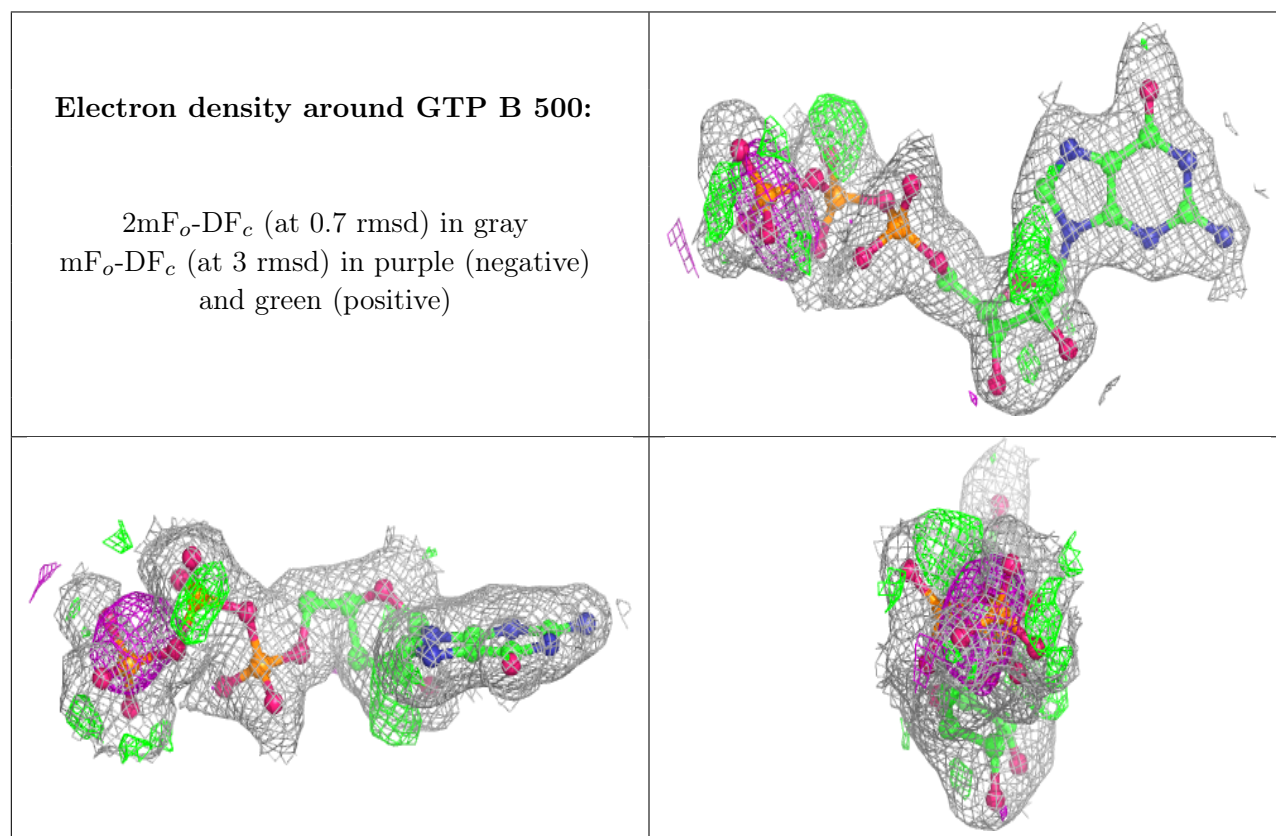 Electron density around GTP B 500:
2mFo-DFc (at 0.7 rmsd) in gray
mFo-DFc (at 3 rmsd) in purple (negative)
and green (positive)